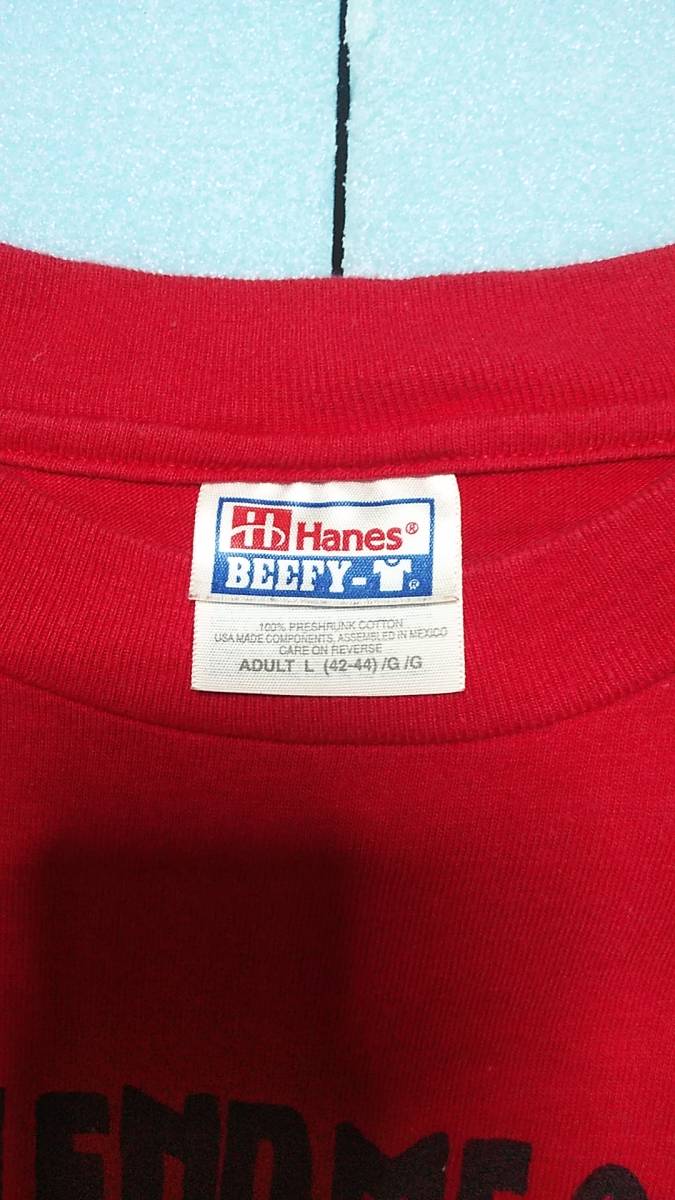 Hanes®
BEEFY-T®
100% PRESHRUNK COTTON
USA MADE COMPONENTS, ASSEMBLED IN MEXICO
CARE ON REVERSE
ADULT L (42-44) /G /G